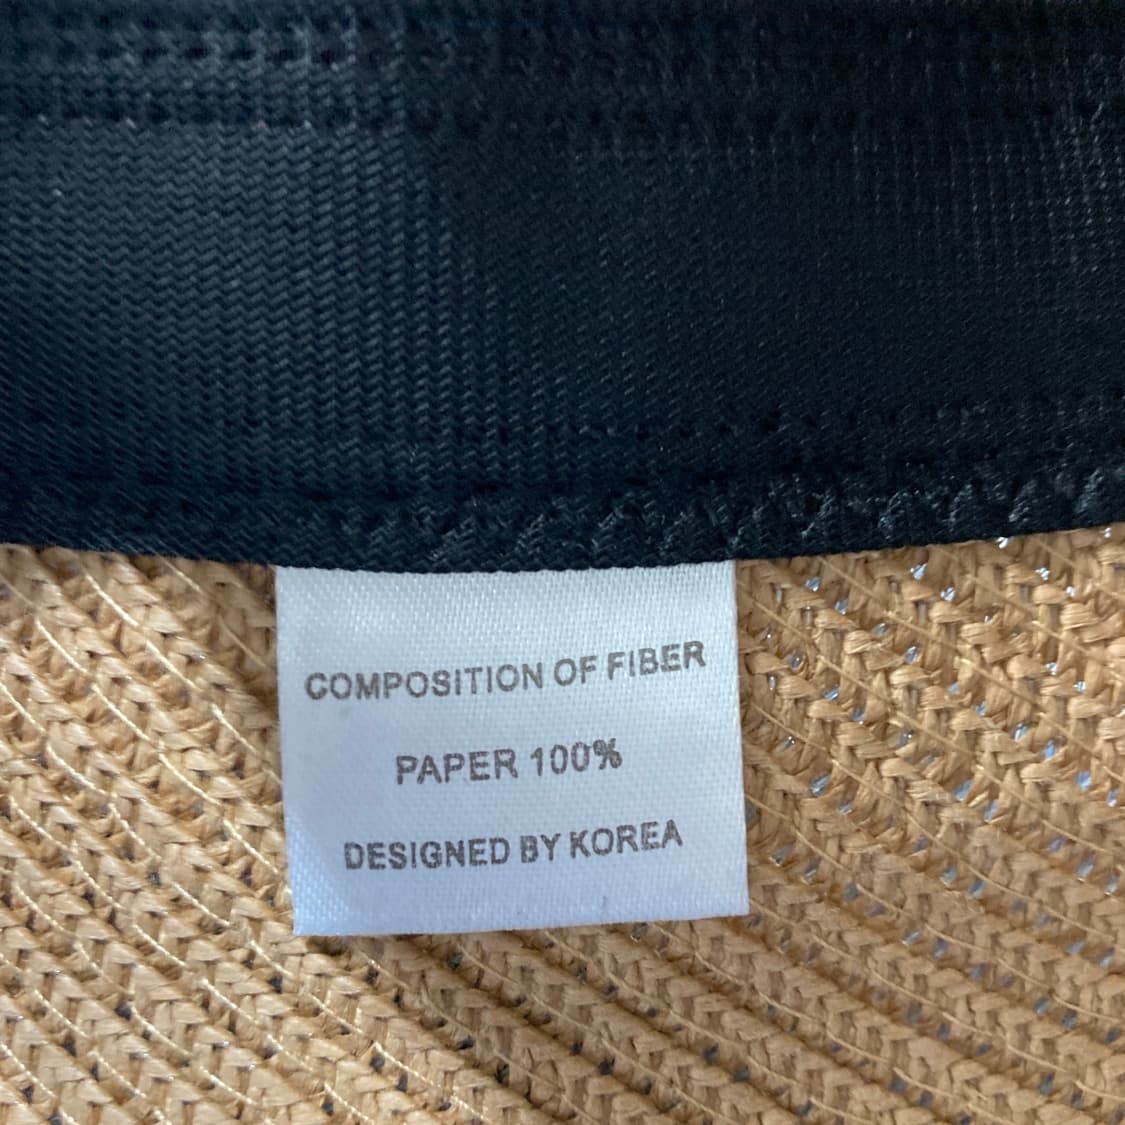 COMPOSITION OF FIBER
PAPER 100%
DESIGNED BY KOREA